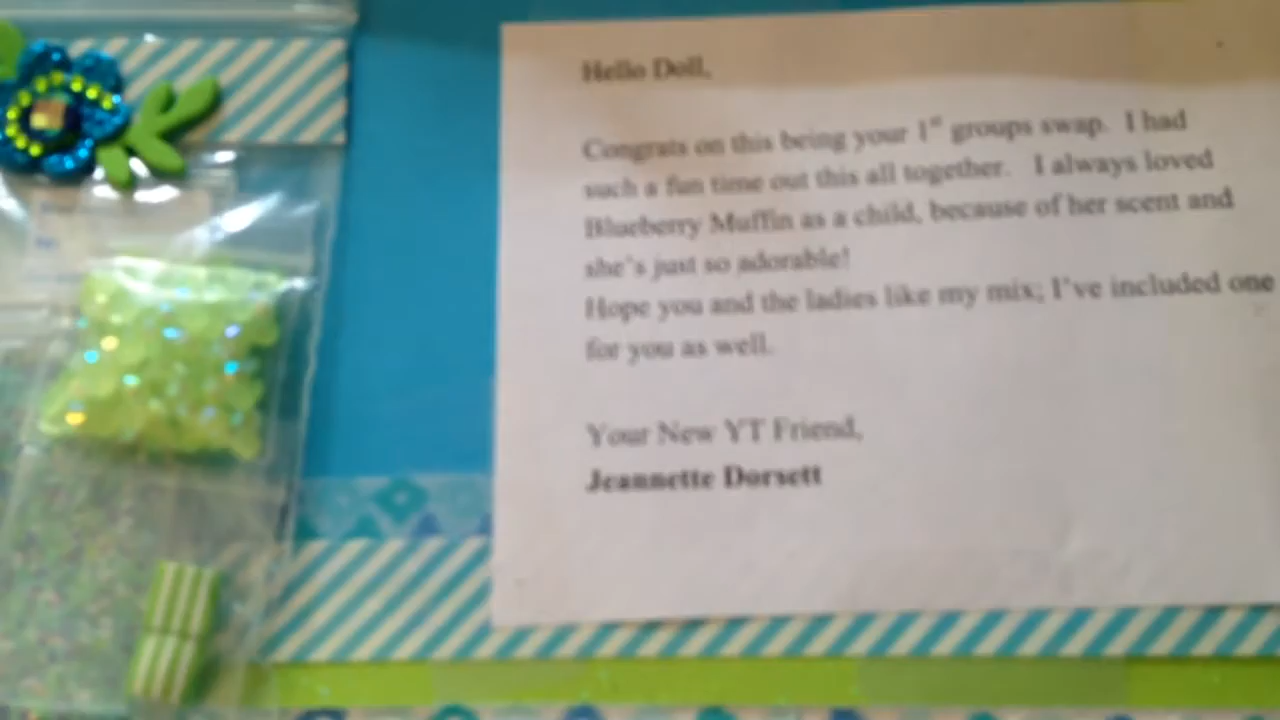 Hello Doll,
Congrats on this being your 1st groups swap. I had
such a fun time out this all together. I always loved
Blueberry Muffin as a child, because of her scent and
she's just so adorable!
Hope you and the ladies like my mix; I've included one
for you as well.
Your New YT Friend,
Jeannette Dorsett